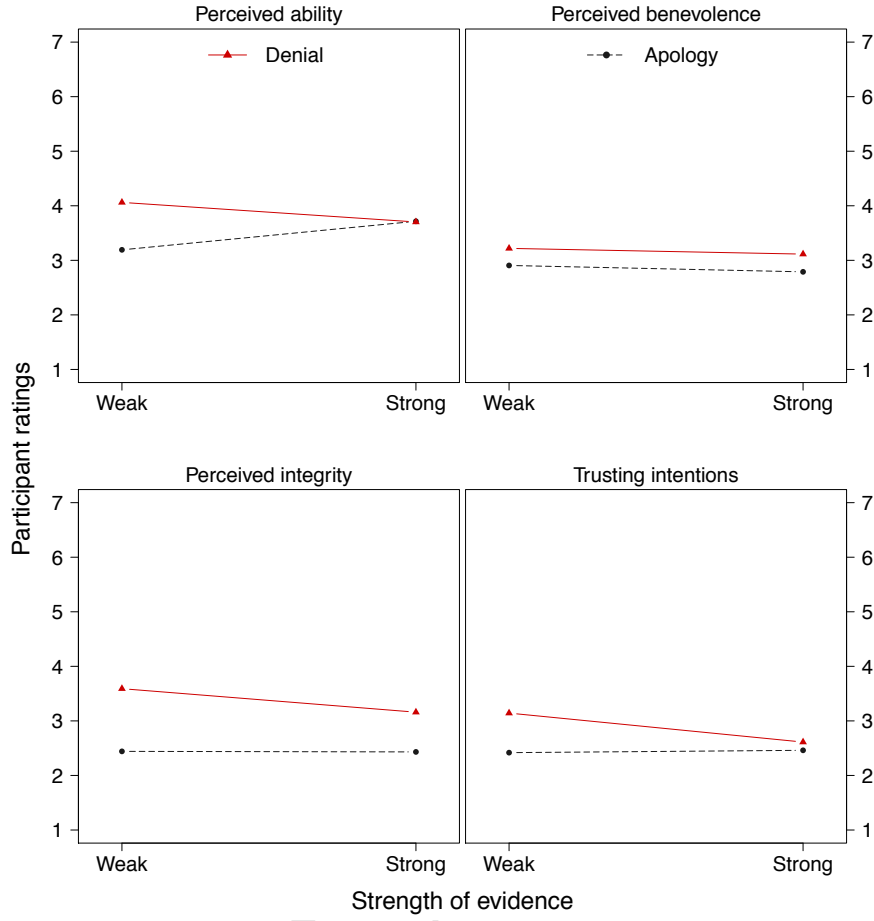 Perceived ability
Perceived benevolence
Denial
Apology
7
6
5
4
3
2
1
7
6
5
4
3
2
1
Weak
Strong
Weak
Strong
Participant ratings
Perceived integrity
Trusting intentions
7
6
5
4
3
2
1
7
6
5
4
3
2
1
Weak
Strong
Weak
Strong
Strength of evidence